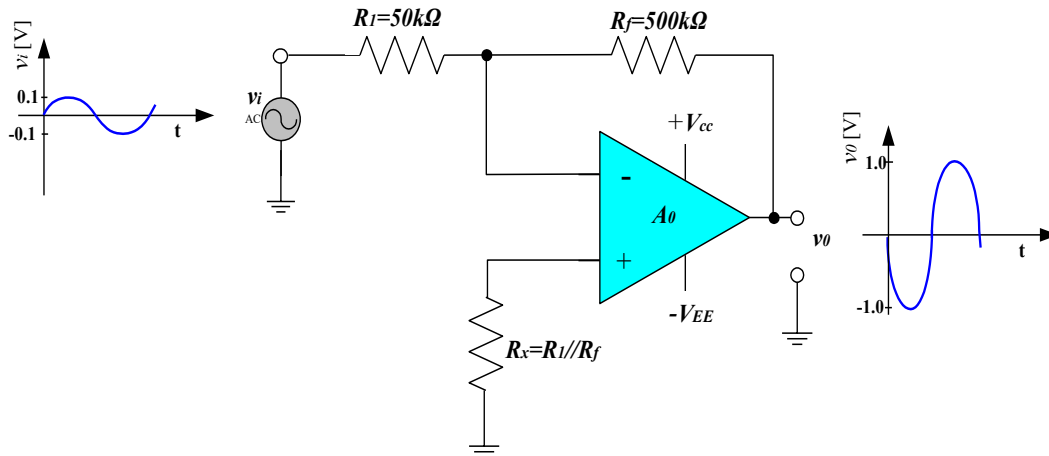 R1=50kΩ
Rf=500kΩ
vi [V]
0.1
-0.1
t
vi
AC
+Vcc
-
A0
+
-VEE
Rx=R1//Rf
v0
v0 [V]
1.0
-1.0
t